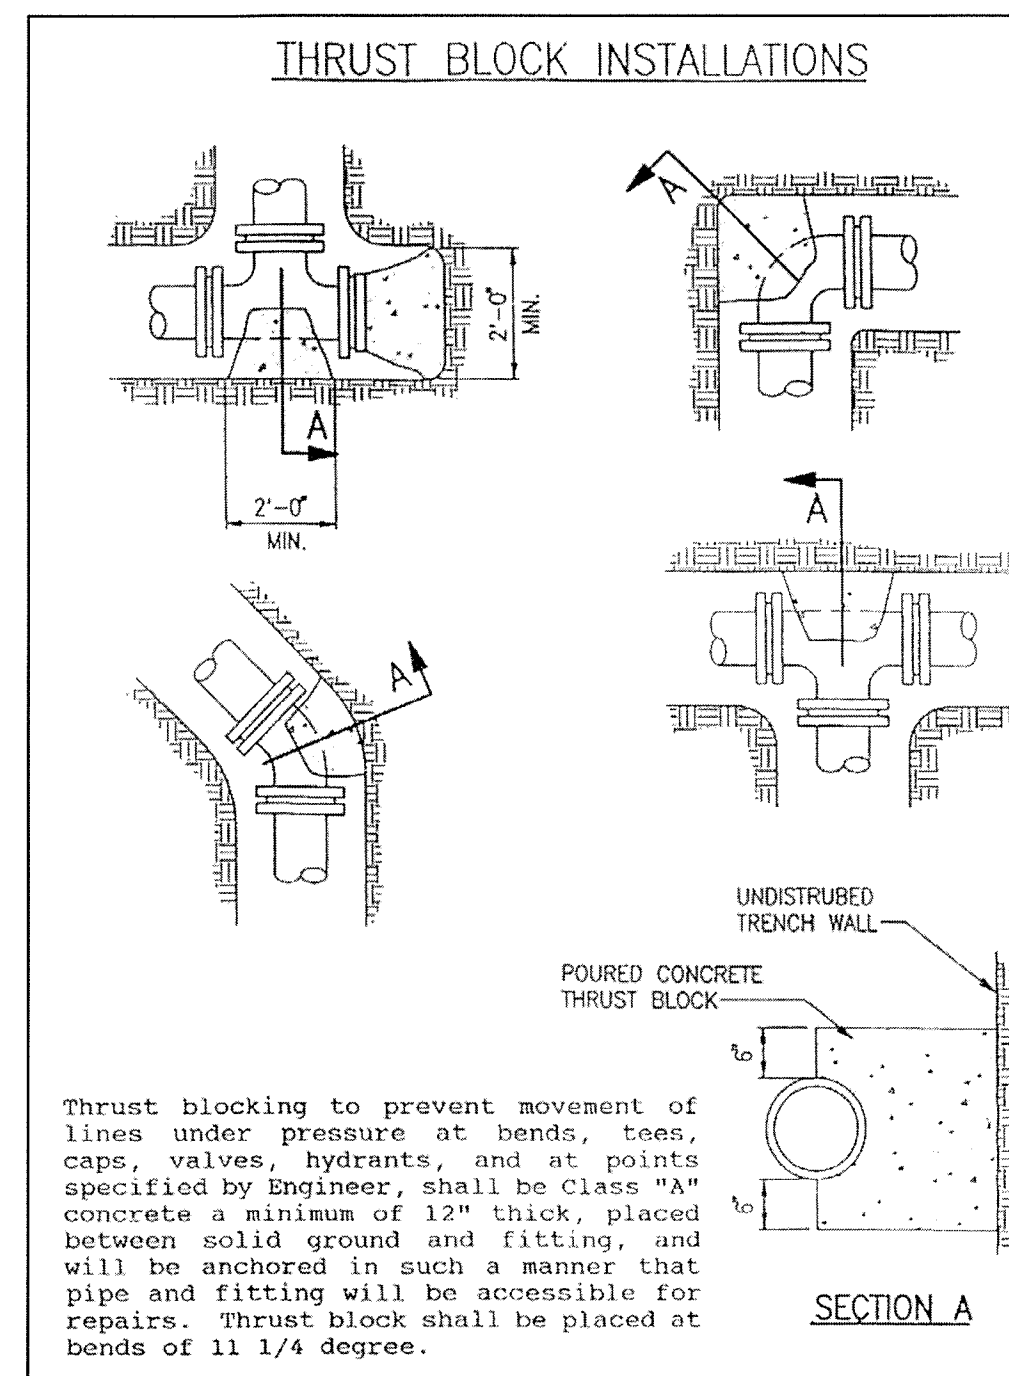 THRUST BLOCK INSTALLATIONS
A
2'-0"
MIN.
A
2'-0"
MIN.
A
A
UNDISTRUBED
TRENCH WALL
POURED CONCRETE
THRUST BLOCK
6"
6"
Thrust blocking to prevent movement of
lines under pressure at bends, tees,
caps, valves, hydrants, and at points
specified by Engineer, shall be Class "A"
concrete a minimum of 12" thick, placed
between solid ground and fitting, and
will be anchored in such a manner that
pipe and fitting will be accessible for
repairs. Thrust block shall be placed at
bends of 11 1/4 degree.
SECTION A